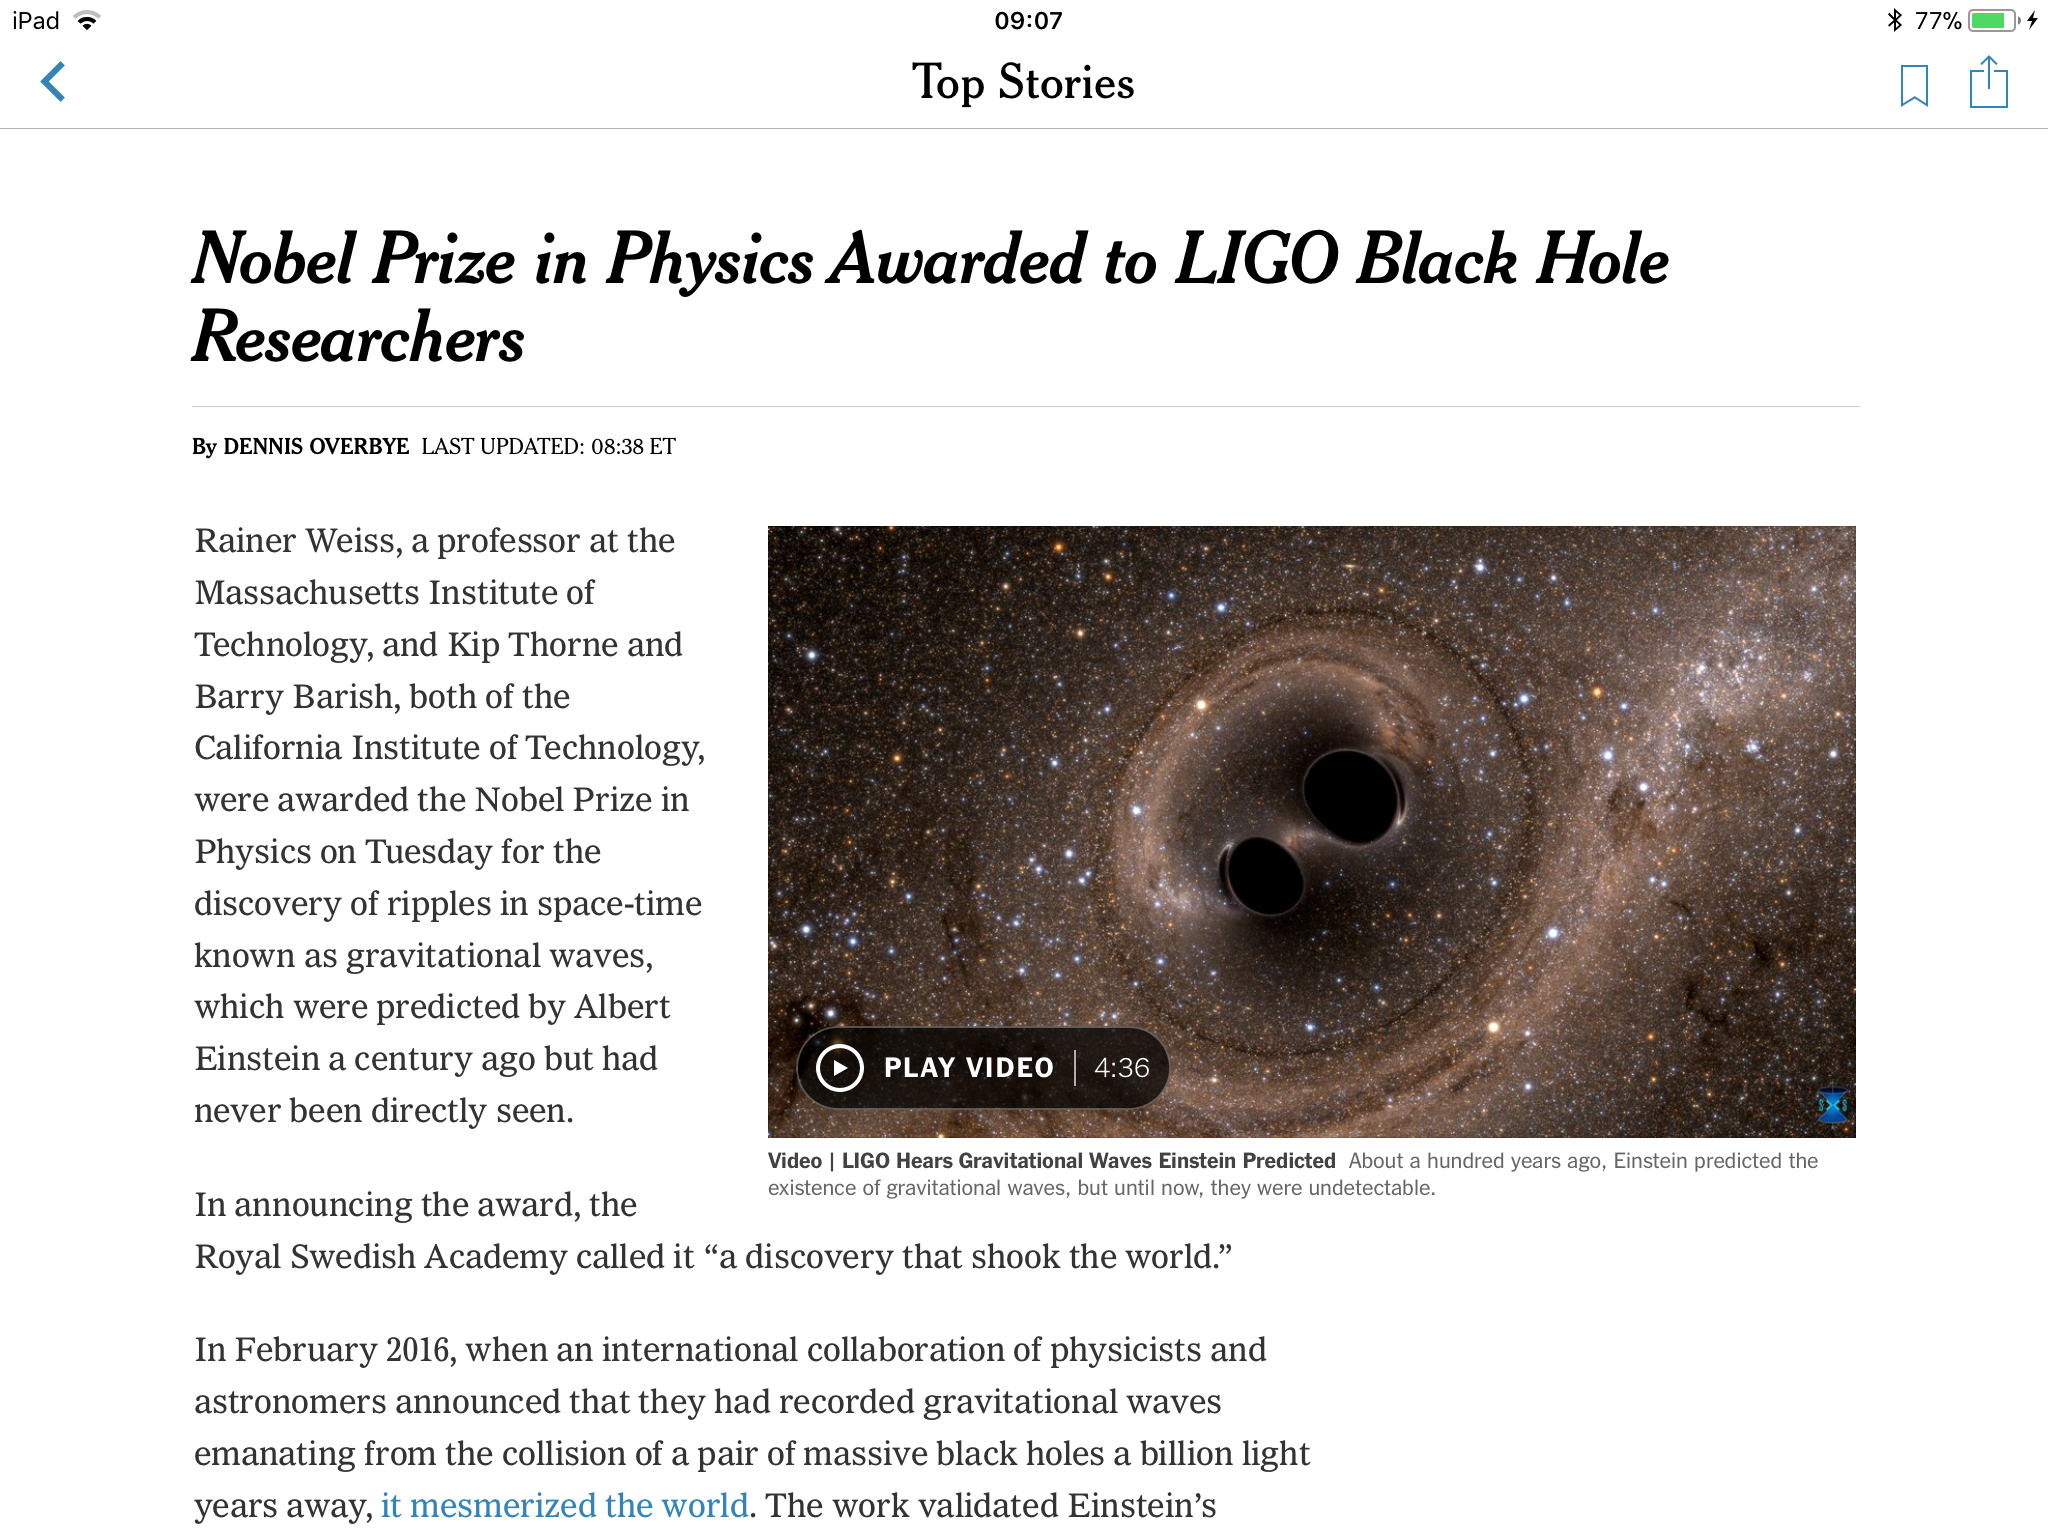 iPad
09:07
77%
Top Stories
Nobel Prize in Physics Awarded to LIGO Black Hole
Researchers
By DENNIS OVERBYE LAST UPDATED: 08:38 ET
Rainer Weiss, a professor at the
Massachusetts Institute of
Technology, and Kip Thorne and
Barry Barish, both of the
California Institute of Technology,
were awarded the Nobel Prize in
Physics on Tuesday for the
discovery of ripples in space-time
known as gravitational waves,
which were predicted by Albert
Einstein a century ago but had
never been directly seen.
PLAY VIDEO | 4:36
SXS
Video | LIGO Hears Gravitational Waves Einstein Predicted About a hundred years ago, Einstein predicted the
existence of gravitational waves, but until now, they were undetectable.
In announcing the award, the
Royal Swedish Academy called it “a discovery that shook the world.”
In February 2016, when an international collaboration of physicists and
astronomers announced that they had recorded gravitational waves
emanating from the collision of a pair of massive black holes a billion light
years away, it mesmerized the world. The work validated Einstein’s